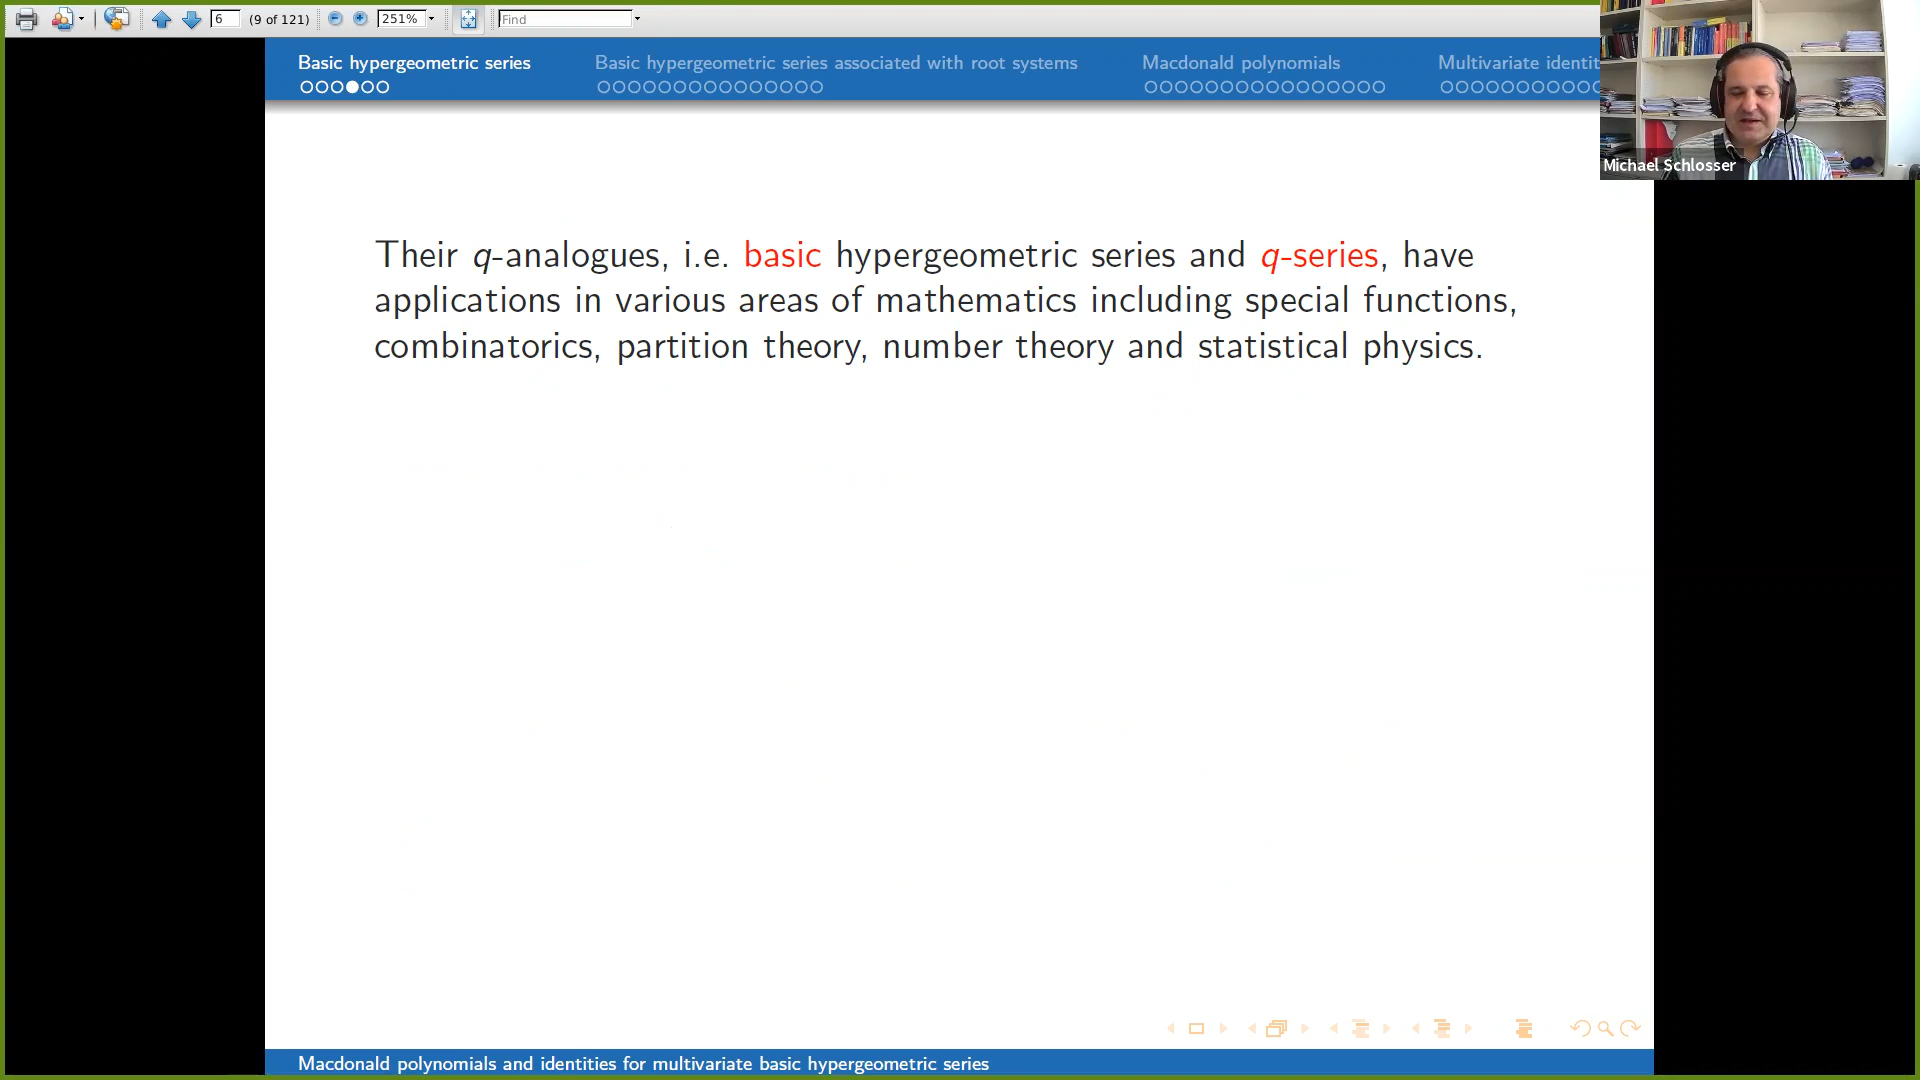 6 (9 of 121) 251% Find
Basic hypergeometric series Basic hypergeometric series associated with root systems Macdonald polynomials Multivariate identit
Michael Schlosser
Their q-analogues, i.e. basic hypergeometric series and q-series, have
applications in various areas of mathematics including special functions,
combinatorics, partition theory, number theory and statistical physics.
Macdonald polynomials and identities for multivariate basic hypergeometric series